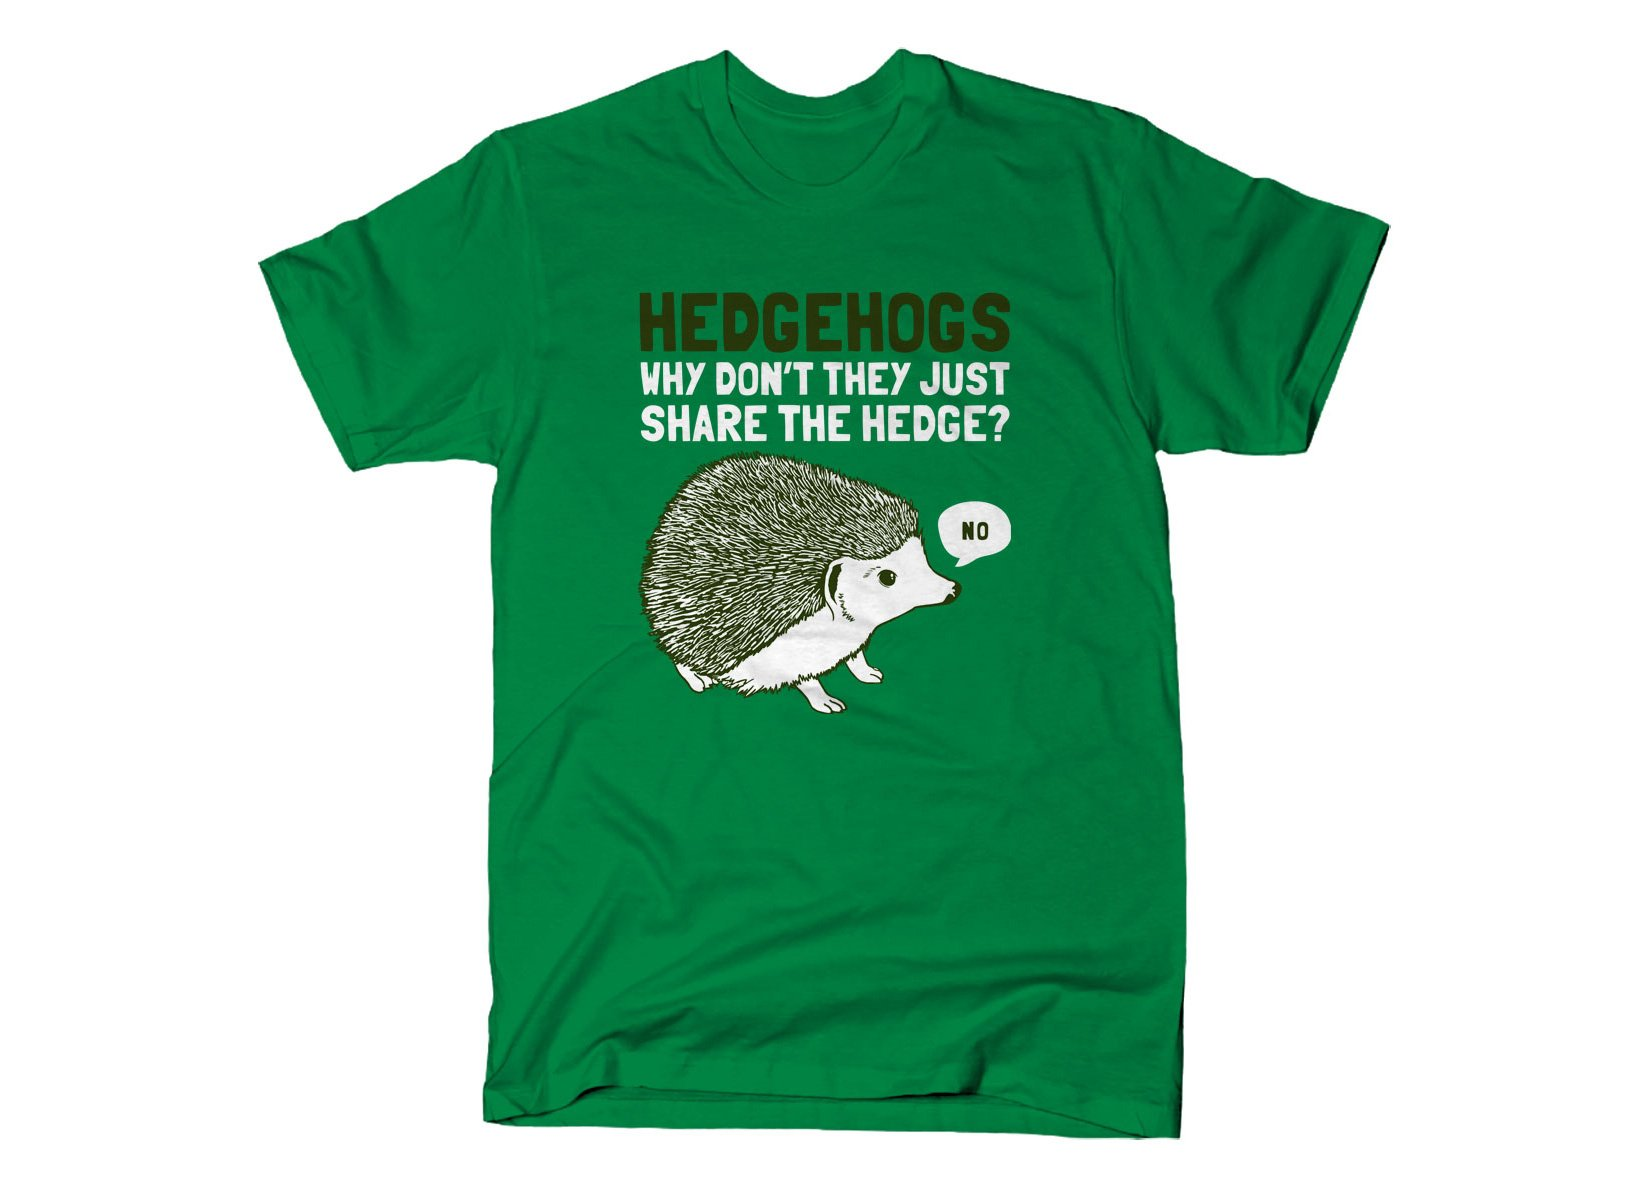 HEDGEHOGS
WHY DON'T THEY JUST
SHARE THE HEDGE?
NO